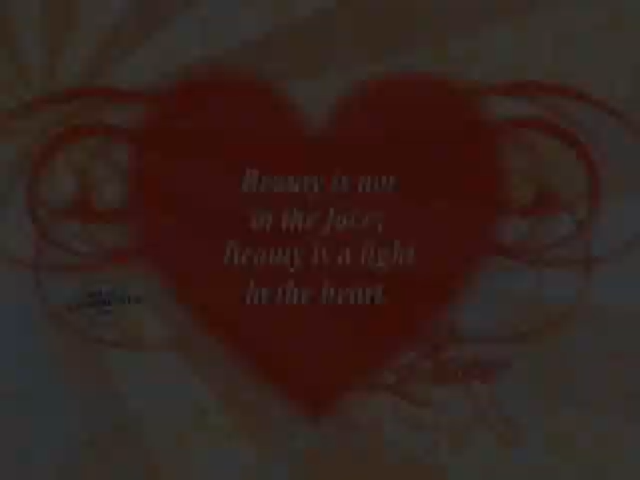 Beauty is not
in the face;
Beauty is a light
in the heart.